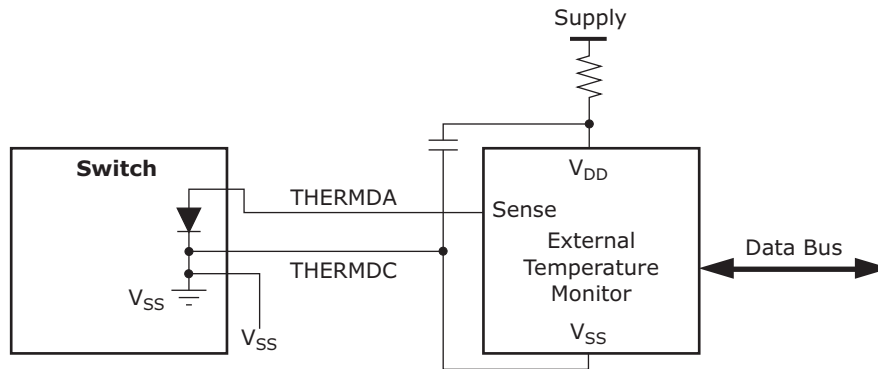 Supply
Switch
V_DD
THERMDA
Sense
External
Temperature
Monitor
Data Bus
THERMDC
V_SS
V_SS
V_SS